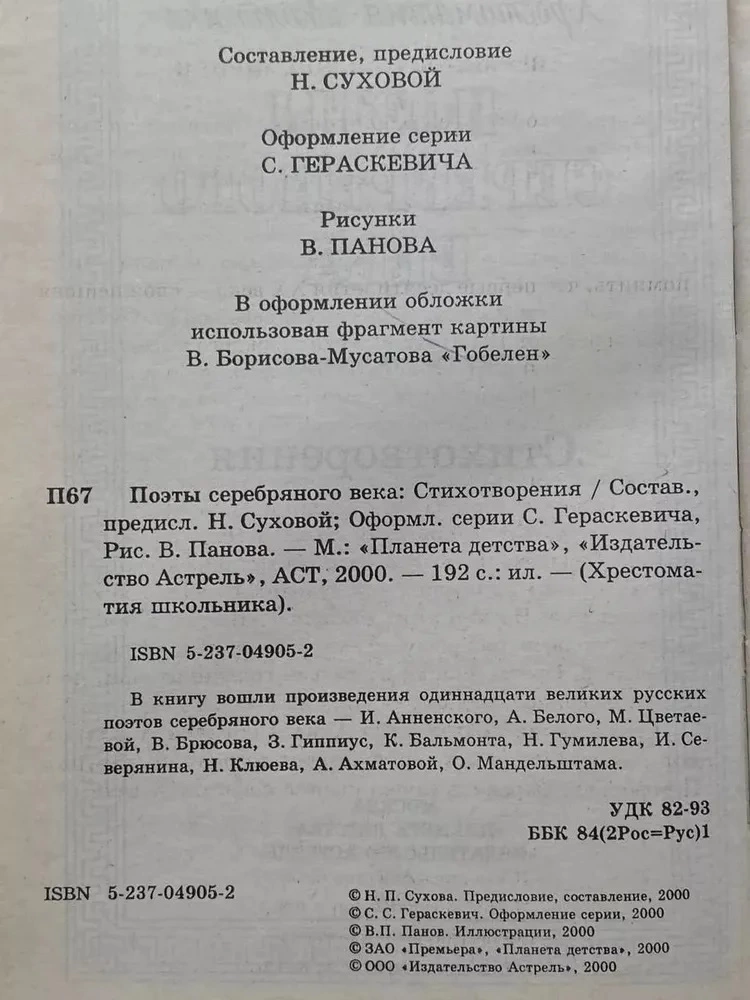 Составление, предисловие
Н. СУХОВОЙ
Оформление серии
С. ГЕРАСКЕВИЧА
Рисунки
В. ПАНОВА
В оформлении обложки
использован фрагмент картины
В. Борисова-Мусатова «Гобелен»
П67 Поэты серебряного века: Стихотворения / Состав.,
предисл. Н. Суховой; Оформл. серии С. Гераскевича,
Рис. В. Панова. — М.: «Планета детства», «Издатель-
ство Астрель», АСТ, 2000. — 192 с.: ил. — (Хрестома-
тия школьника).
ISBN 5-237-04905-2
В книгу вошли произведения одиннадцати великих русских
поэтов серебряного века — И. Анненского, А. Белого, М. Цветае-
вой, В. Брюсова, З. Гиппиус, К. Бальмонта, Н. Гумилева, И. Се-
верянина, Н. Клюева, А. Ахматовой, О. Мандельштама.
УДК 82-93
ББК 84(2Рос=Рус)1
ISBN 5-237-04905-2
© Н. П. Сухова. Предисловие, составление, 2000
© С. С. Гераскевич. Оформление серии, 2000
© В.П. Панов. Иллюстрации, 2000
© ЗАО «Премьера», «Планета детства», 2000
© ООО «Издательство Астрель», 2000